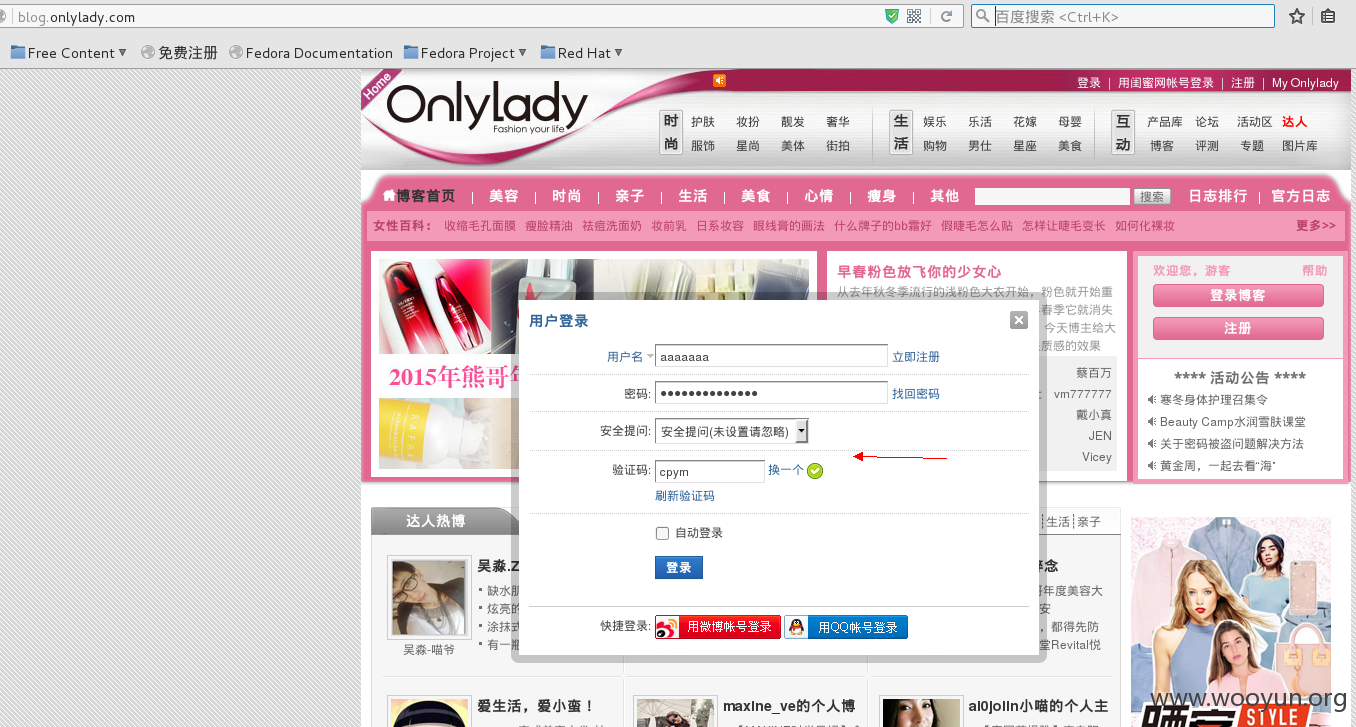 blog.onlylady.com
百度搜索 <Ctrl+K>
Free Content
免费注册
Fedora Documentation
Fedora Project
Red Hat
Home
Onlylady
Fashion your life
登录 | 用闺蜜网帐号登录 | 注册 | My Onlylady
时尚
护肤 妆扮 靓发 奢华
服饰 星尚 美体 街拍
生活
娱乐 乐活 花嫁 母婴
购物 男仕 星座 美食
互动
产品库 论坛 活动区 达人
博客 评测 专题 图片库
博客首页 | 美容 | 时尚 | 亲子 | 生活 | 美食 | 心情 | 瘦身 | 其他
搜索
日志排行 | 官方日志
女性百科: 收缩毛孔面膜 瘦脸精油 祛痘洗面奶 妆前乳 日系妆容 眼线膏的画法 什么牌子的bb霜好 假睫毛怎么贴 怎样让睫毛变长 如何化裸妆 更多>>
2015年熊哥年
早春粉色放飞你的少女心
从去年秋冬季流行的浅粉色大衣开始，粉色就开始重
春季它就消失
今天博主给大
质感的效果
蔡百万
vm777777
戴小真
JEN
Vicey
欢迎您，游客 帮助
登录博客
注册
**** 活动公告 ****
寒冬身体护理召集令
Beauty Camp水润雪肤课堂
关于密码被盗问题解决方法
黄金周，一起去看“海”
用户登录
用户名 aaaaaaa 立即注册
密码: ●●●●●●●●●●●●●● 找回密码
安全提问: 安全提问(未设置请忽略)
验证码: cpym 换一个
刷新验证码
自动登录
登录
快捷登录: 用微博帐号登录 用QQ帐号登录
达人热博
生活 亲子
吴淼.Z
缺水肌
炫亮的
涂抹式
有一瓶
吴淼-喵爷
碎念
年度美容大
安
，都得先防
堂Revital悦
爱生活，爱小蛮！
maxine_ve的个人博
al0jolin小喵的个人主
晒客 STYLE
www.wooyun.org